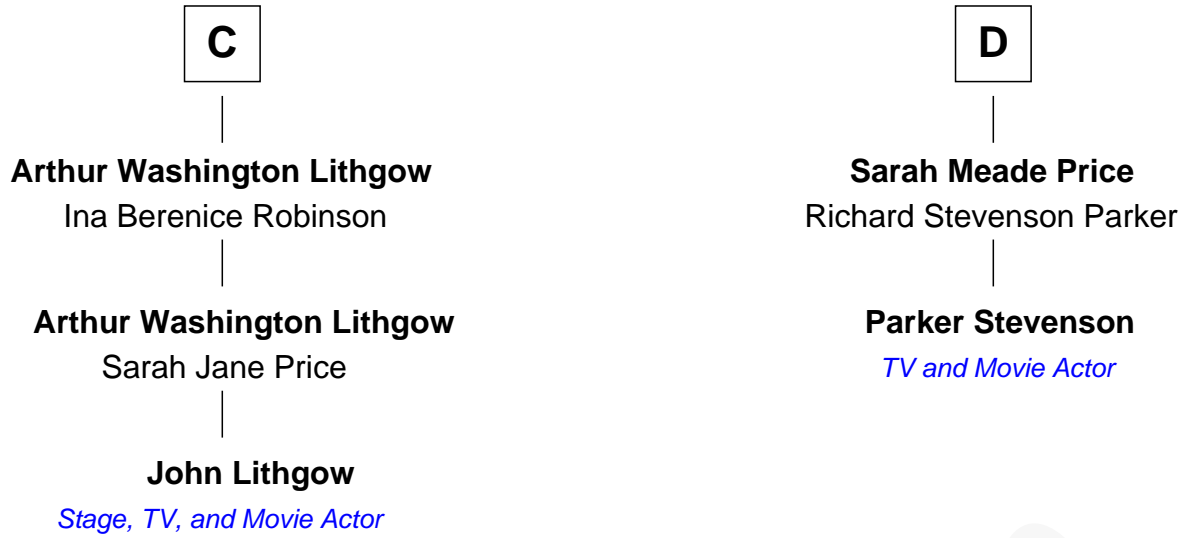 C
Arthur Washington Lithgow
Ina Berenice Robinson
Arthur Washington Lithgow
Sarah Jane Price
John Lithgow
Stage, TV, and Movie Actor
D
Sarah Meade Price
Richard Stevenson Parker
Parker Stevenson
TV and Movie Actor